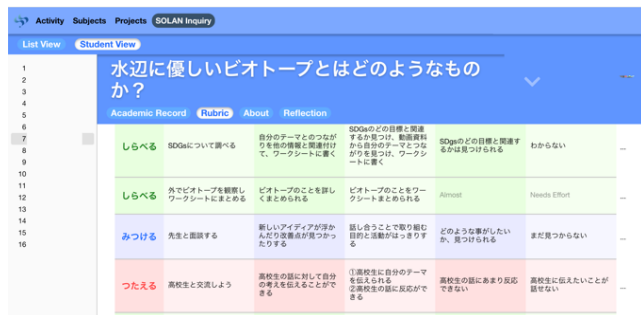 Activity Subjects Projects SOLAN Inquiry
List View Student View
1
2
3
4
5
6
7
8
9
10
11
12
13
14
15
16
水辺に優しいビオトープとはどのようなもの
か？
Academic Record Rubric About Reflection
しらべる
SDGsについて調べる
自分のテーマとのつなが
りを他の情報と関連付け
て、ワークシートに書く
SDGsのどの目標と関連
するか見つけ、動画資料
から自分のテーマとつな
がりを見つけ、ワークシ
ートに書く
SDgsのどの目標と関連す
るかは見つけられる
わからない
...
しらべる
外でビオトープを観察し
ワークシートにまとめる
ビオトープのことを詳し
くまとめられる
ビオトープのことをワー
クシートまとめられる
Almost
Needs Effort
...
みつける
先生と面談する
新しいアイディアが浮か
んだり改善点が見つかっ
たりする
話し合うことで取り組む
目的と活動がはっきりす
る
どのような事がしたい
か、見つけられる
まだ見つからない
...
つたえる
高校生と交流しよう
高校生の話に対して自分
の考えを伝えることがで
きる
①高校生に自分のテーマ
を伝えられる
②高校生の話に反応がで
きる
高校生の話にあまり反応
できない
高校生に伝えたいことが
話せない
...